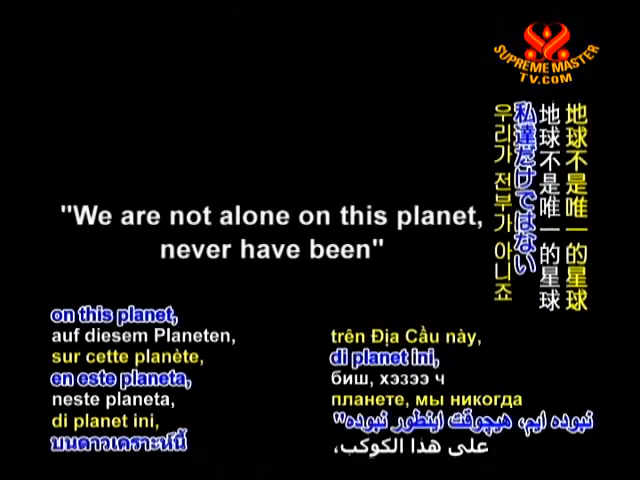 SUPREME MASTER
TV.COM
"We are not alone on this planet,
never have been"
地球不是唯一的星球
地球不是唯一的星球
私達だけではない
우리가 전부가 아니죠
on this planet,
auf diesem Planeten,
sur cette planète,
en este planeta,
neste planeta,
di planet ini,
บนดาวเคราะห์นี้
trên Địa Cầu này,
di planet ini,
биш, хэзээ ч
планете, мы никогда
نبوده ایم، هیچوقت اینطور نبوده"
على هذا الكوكب،